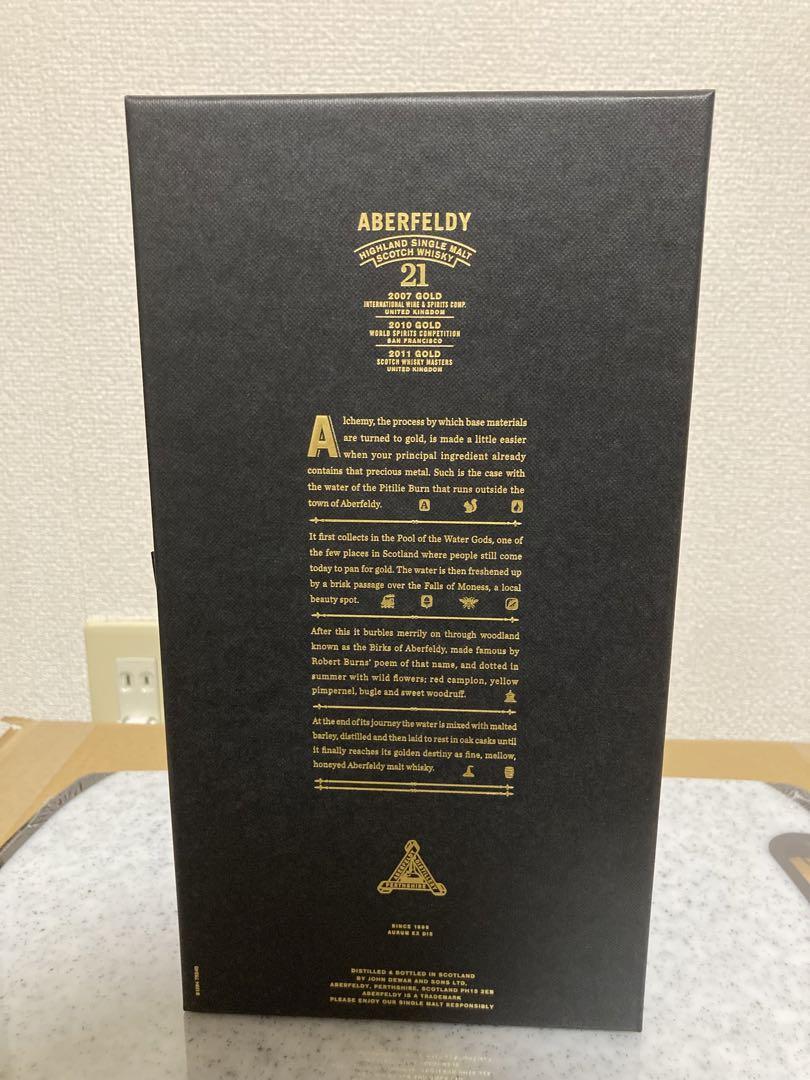 ABERFELDY
HIGHLAND SINGLE MALT
SCOTCH WHISKY
21
2007 GOLD
INTERNATIONAL WINE & SPIRITS COMP.
UNITED KINGDOM
2010 GOLD
WORLD SPIRITS COMPETITION
SAN FRANCISCO
2011 GOLD
SCOTCH WHISKY MASTERS
UNITED KINGDOM
Alchemy, the process by which base materials
are turned to gold, is made a little easier
when your principal ingredient already
contains that precious metal. Such is the case with
the water of the Pitilie Burn that runs outside the
town of Aberfeldy.
It first collects in the Pool of the Water Gods, one of
the few places in Scotland where people still come
today to pan for gold. The water is then freshened up
by a brisk passage over the Falls of Moness, a local
beauty spot.
After this it burbles merrily on through woodland
known as the Birks of Aberfeldy, made famous by
Robert Burns' poem of that name, and dotted in
summer with wild flowers: red campion, yellow
pimpernel, bugle and sweet woodruff.
At the end of its journey the water is mixed with malted
barley, distilled and then laid to rest in oak casks until
it finally reaches its golden destiny as fine, mellow,
honeyed Aberfeldy malt whisky.
ABERFELDY DISTILLERY
PERTHSHIRE
SINCE
AURUM EX DIS
DISTILLED & BOTTLED IN SCOTLAND
BY JOHN DEWAR AND SONS LTD.
ABERFELDY, PERTHSHIRE, SCOTLAND PH15 2EB
ABERFELDY IS A TRADEMARK
PLEASE ENJOY OUR SINGLE MALT RESPONSIBLY